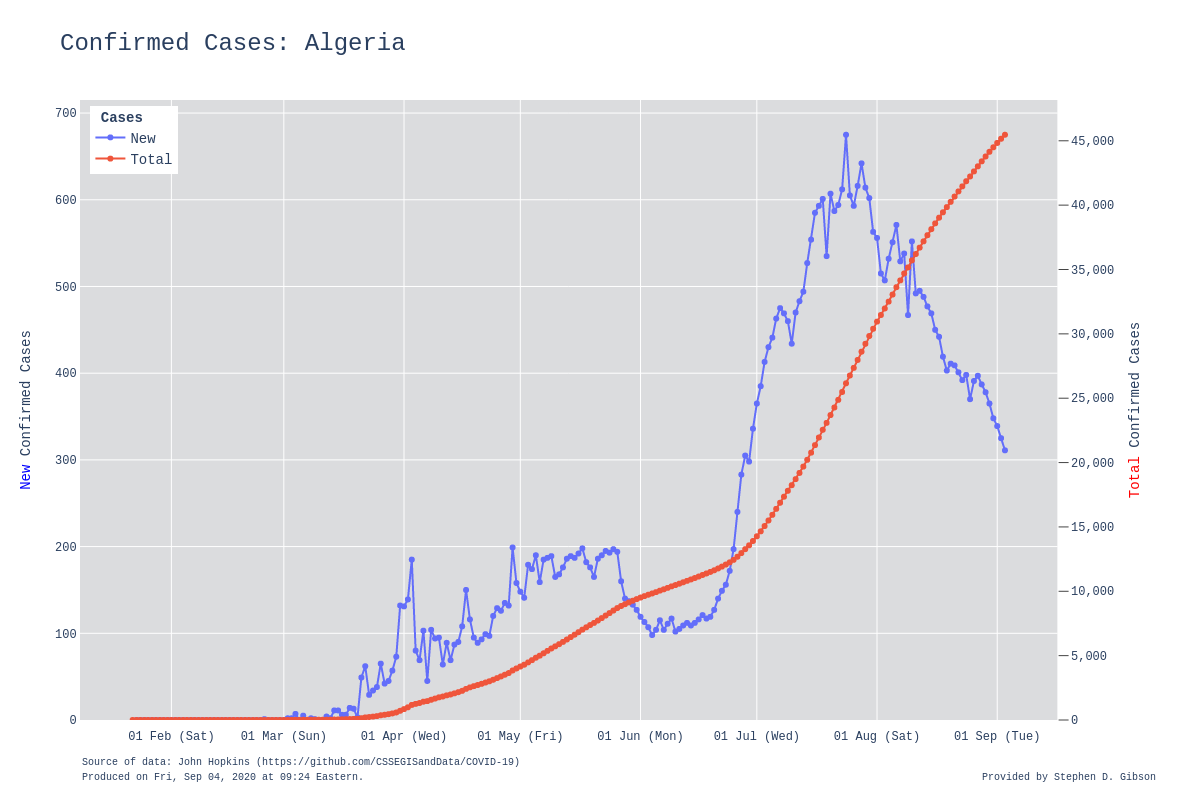 Confirmed Cases: Algeria
Cases
New
Total
700
600
500
400
300
200
100
0
New Confirmed Cases
45,000
40,000
35,000
30,000
25,000
20,000
15,000
10,000
5,000
0
Total Confirmed Cases
01 Feb (Sat) 01 Mar (Sun) 01 Apr (Wed) 01 May (Fri) 01 Jun (Mon) 01 Jul (Wed) 01 Aug (Sat) 01 Sep (Tue)
Source of data: John Hopkins (https://github.com/CSSEGISandData/COVID-19)
Produced on Fri, Sep 04, 2020 at 09:24 Eastern.
Provided by Stephen D. Gibson